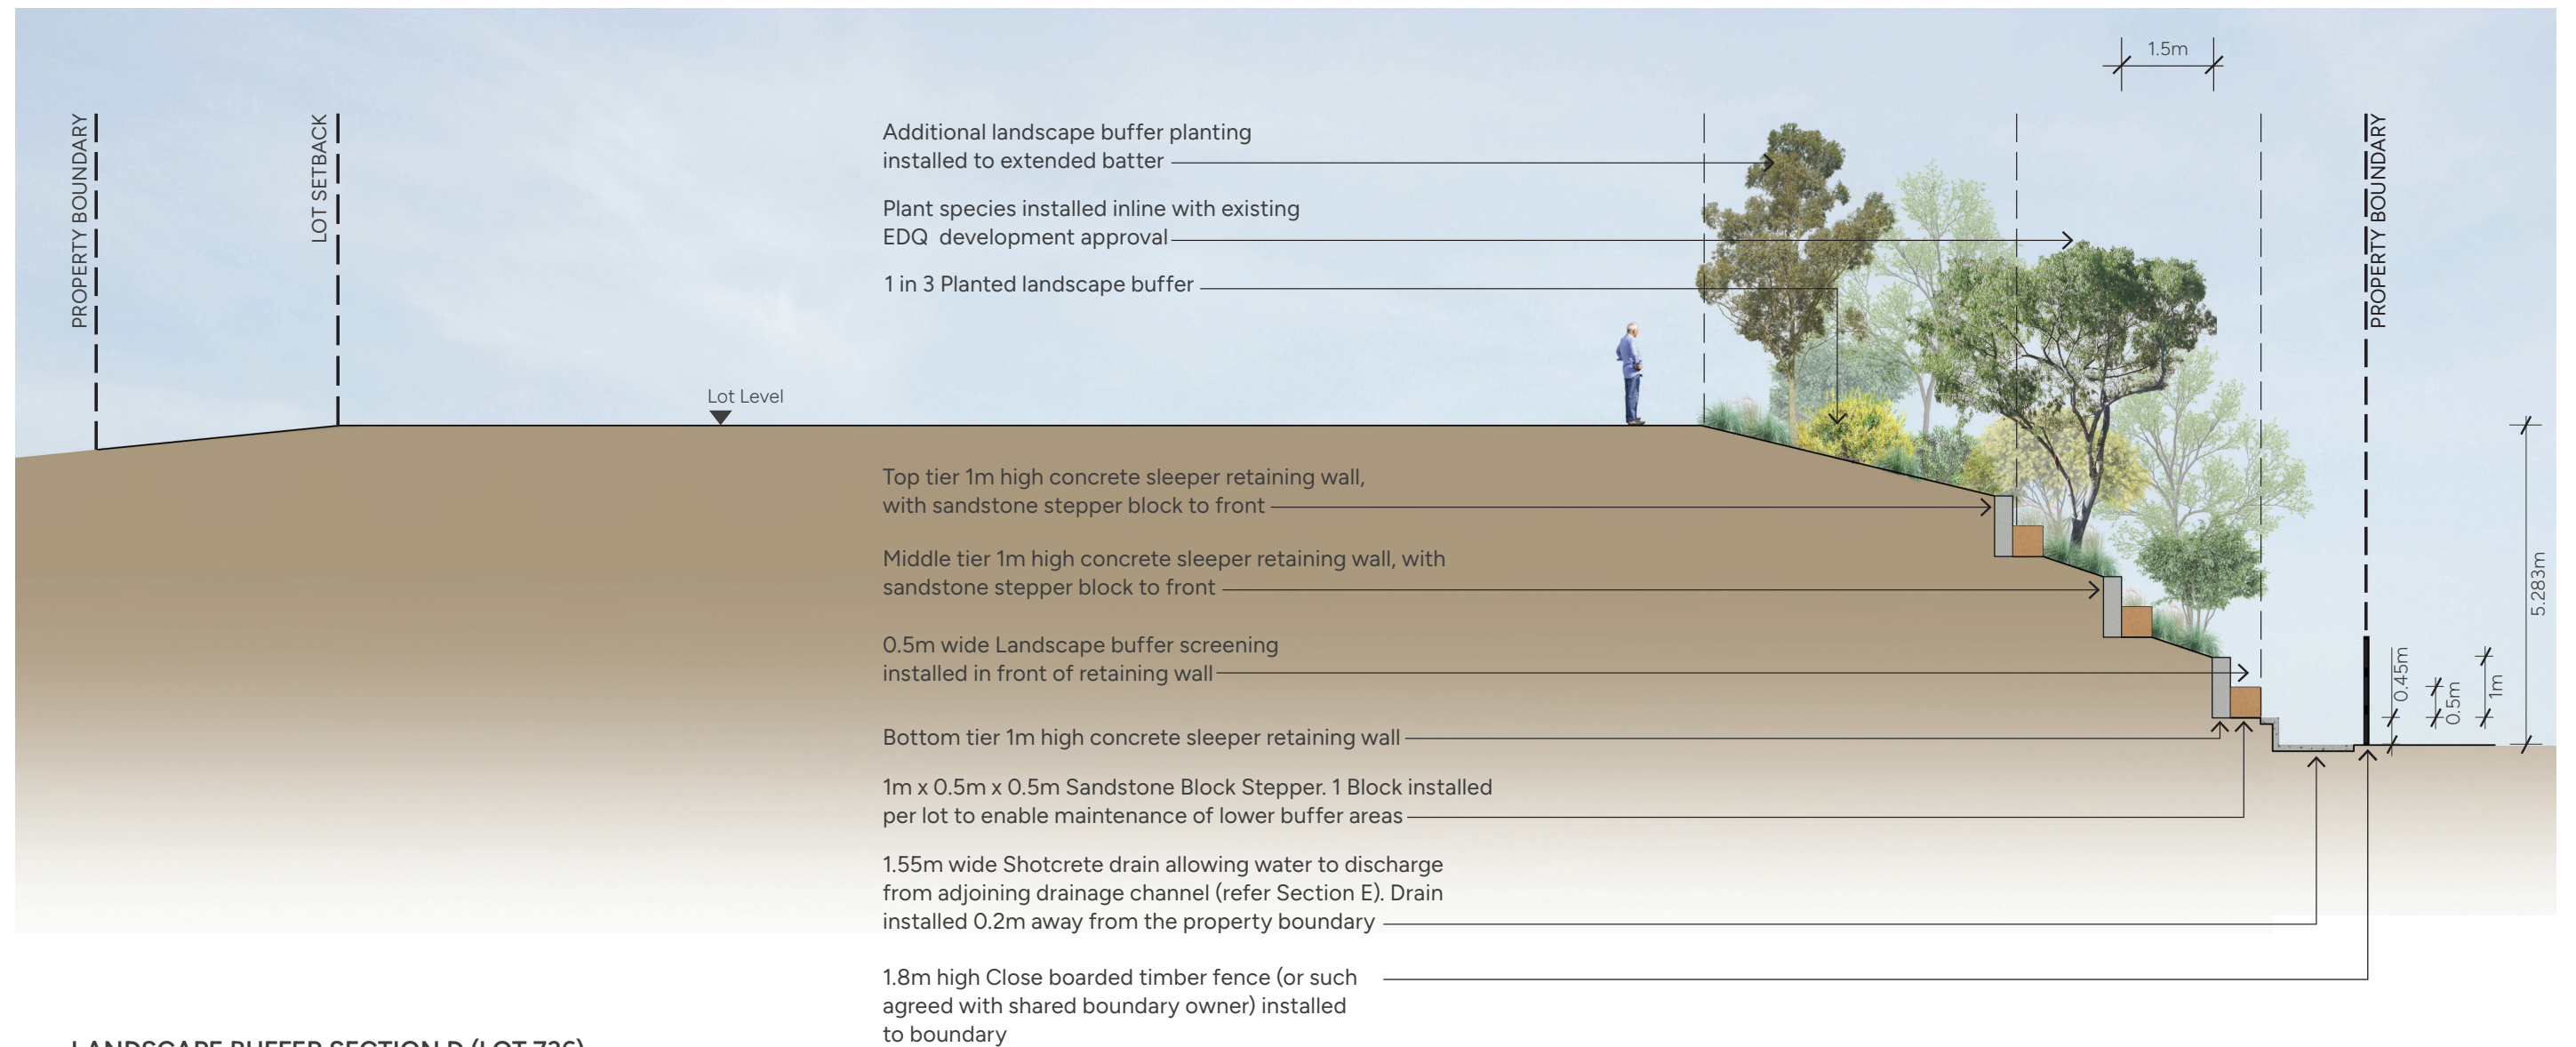 1.5m
PROPERTY BOUNDARY
LOT SETBACK
PROPERTY BOUNDARY
Additional landscape buffer planting
installed to extended batter
Plant species installed inline with existing
EDQ development approval
1 in 3 Planted landscape buffer
Lot Level
Top tier 1m high concrete sleeper retaining wall,
with sandstone stepper block to front
Middle tier 1m high concrete sleeper retaining wall, with
sandstone stepper block to front
0.5m wide Landscape buffer screening
installed in front of retaining wall
Bottom tier 1m high concrete sleeper retaining wall
1m x 0.5m x 0.5m Sandstone Block Stepper. 1 Block installed
per lot to enable maintenance of lower buffer areas
1.55m wide Shotcrete drain allowing water to discharge
from adjoining drainage channel (refer Section E). Drain
installed 0.2m away from the property boundary
1.8m high Close boarded timber fence (or such
agreed with shared boundary owner) installed
to boundary
0.45m
0.5m
1m
5.283m
LANDSCAPE BUFFER SECTION D (LOT 736)